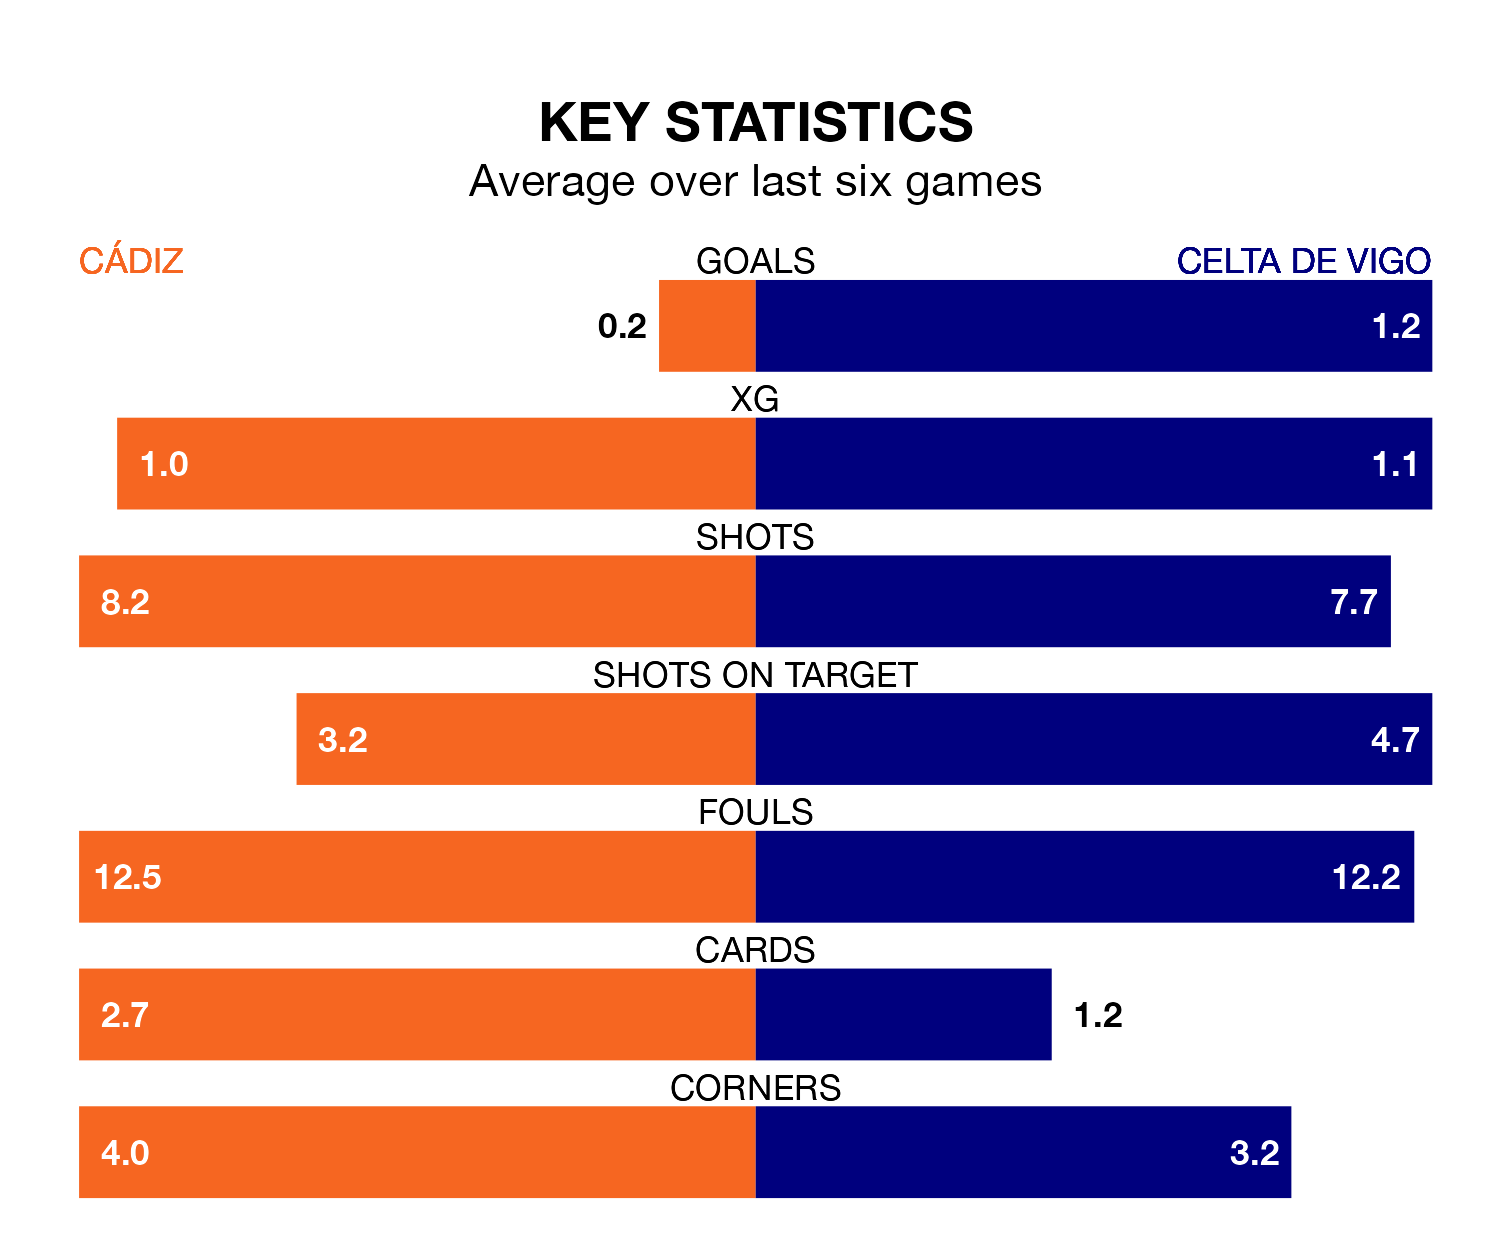 KEY STATISTICS
Average over last six games
CÁDIZ GOALS CELTA DE VIGO
0.2 1.2
XG
1.0 1.1
SHOTS
8.2 7.7
SHOTS ON TARGET
3.2 4.7
FOULS
12.5 12.2
CARDS
2.7 1.2
CORNERS
4.0 3.2